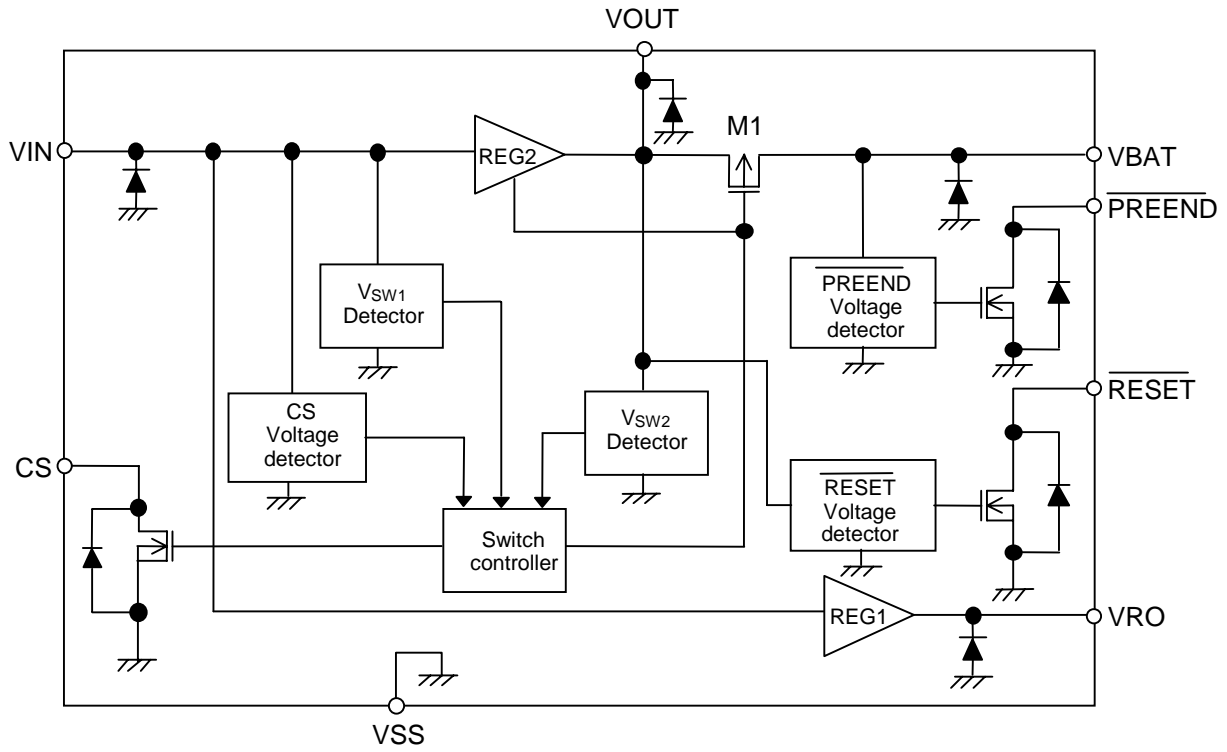 VOUT
M1
VIN
REG2
VBAT
PREEND
VSW1
Detector
PREEND
Voltage
detector
RESET
CS
Voltage
detector
VSW2
Detector
CS
RESET
Voltage
detector
Switch
controller
REG1
VRO
VSS